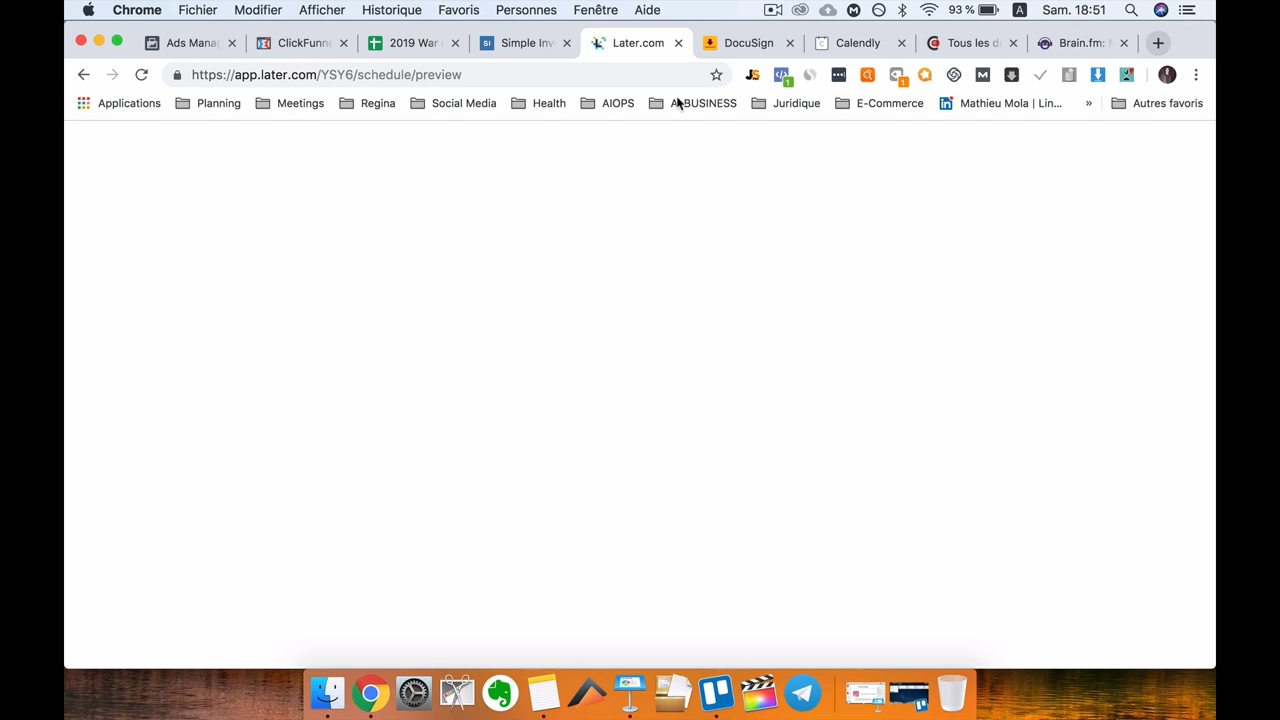 Chrome Fichier Modifier Afficher Historique Favoris Personnes Fenêtre Aide 93 % A Sam. 18:51
Ads Mana ClickFunn 2019 War Simple Inv Later.com DocuSign Calendly Tous les d Brain.fm:
https://app.later.com/YSY6/schedule/preview
Applications Planning Meetings Regina Social Media Health AIOPS BUSINESS Juridique E-Commerce Mathieu Mola | Lin... » Autres favoris